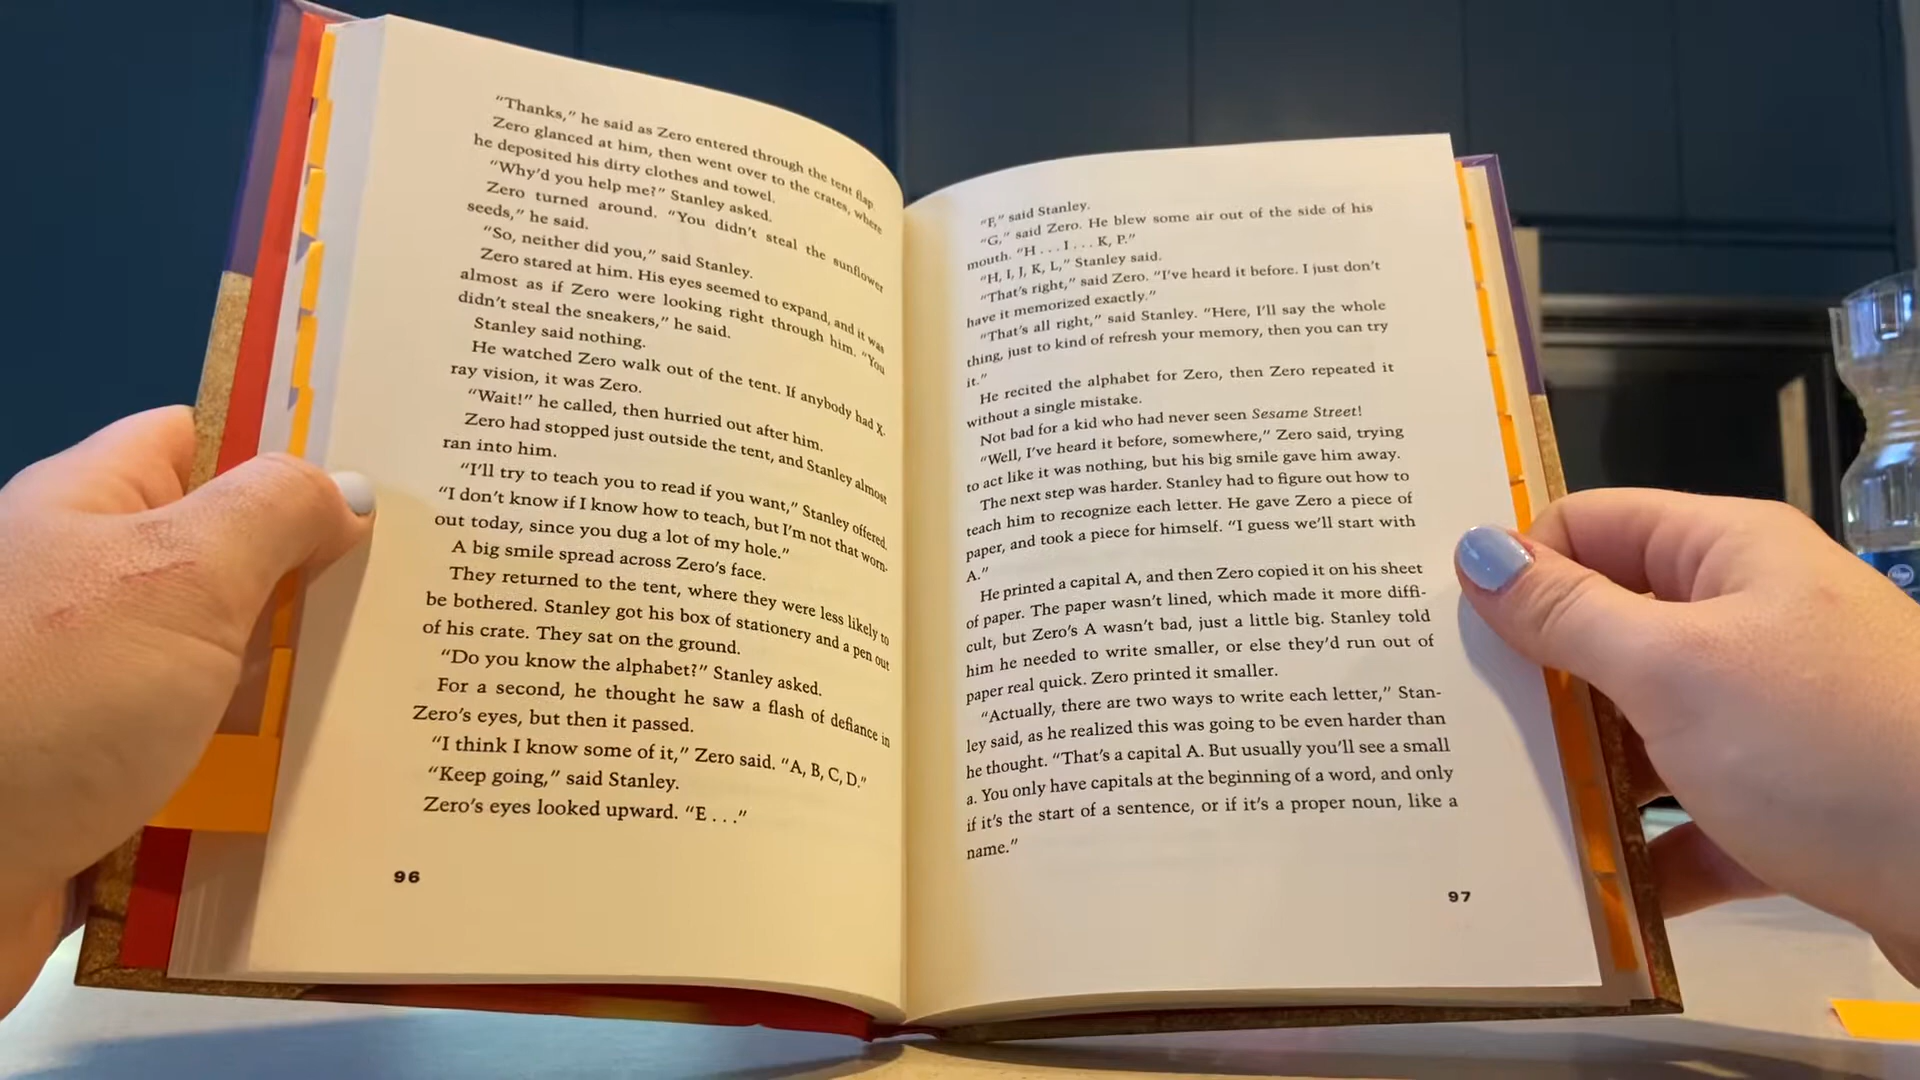 “Thanks,” he said as Zero entered through the tent flap.
Zero glanced at him, then went over to the crates, where
he deposited his dirty clothes and towel.
“Why’d you help me?” Stanley asked.
Zero turned around. “You didn’t steal the sunflower
seeds,” he said.
“So, neither did you,” said Stanley.
Zero stared at him. His eyes seemed to expand, and it was
almost as if Zero were looking right through him. “You
didn’t steal the sneakers,” he said.
Stanley said nothing.
He watched Zero walk out of the tent. If anybody had X-
ray vision, it was Zero.
“Wait!” he called, then hurried out after him.
Zero had stopped just outside the tent, and Stanley almost
ran into him.
“I’ll try to teach you to read if you want,” Stanley offered.
“I don’t know if I know how to teach, but I’m not that worn-
out today, since you dug a lot of my hole.”
A big smile spread across Zero’s face.
They returned to the tent, where they were less likely to
be bothered. Stanley got his box of stationery and a pen out
of his crate. They sat on the ground.
“Do you know the alphabet?” Stanley asked.
For a second, he thought he saw a flash of defiance in
Zero’s eyes, but then it passed.
“I think I know some of it,” Zero said. “A, B, C, D.”
“Keep going,” said Stanley.
Zero’s eyes looked upward. “E . . .”
96
“F,” said Stanley.
“G,” said Zero. He blew some air out of the side of his
mouth. “H . . . I . . . K, P.”
“H, I, J, K, L,” Stanley said.
“That’s right,” said Zero. “I’ve heard it before. I just don’t
have it memorized exactly.”
“That’s all right,” said Stanley. “Here, I’ll say the whole
thing, just to kind of refresh your memory, then you can try
it.”
He recited the alphabet for Zero, then Zero repeated it
without a single mistake.
Not bad for a kid who had never seen Sesame Street!
“Well, I’ve heard it before, somewhere,” Zero said, trying
to act like it was nothing, but his big smile gave him away.
The next step was harder. Stanley had to figure out how to
teach him to recognize each letter. He gave Zero a piece of
paper, and took a piece for himself. “I guess we’ll start with
A.”
He printed a capital A, and then Zero copied it on his sheet
of paper. The paper wasn’t lined, which made it more diffi-
cult, but Zero’s A wasn’t bad, just a little big. Stanley told
him he needed to write smaller, or else they’d run out of
paper real quick. Zero printed it smaller.
“Actually, there are two ways to write each letter,” Stan-
ley said, as he realized this was going to be even harder than
he thought. “That’s a capital A. But usually you’ll see a small
a. You only have capitals at the beginning of a word, and only
if it’s the start of a sentence, or if it’s a proper noun, like a
name.”
97